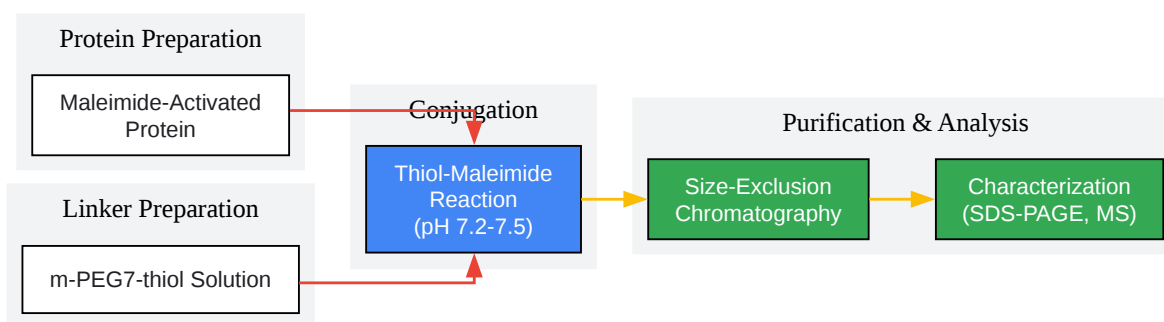 Protein Preparation
Maleimide-Activated
Protein
Linker Preparation
m-PEG7-thiol Solution
Conjugation
Thiol-Maleimide
Reaction
(pH 7.2-7.5)
Purification & Analysis
Size-Exclusion
Chromatography
Characterization
(SDS-PAGE, MS)